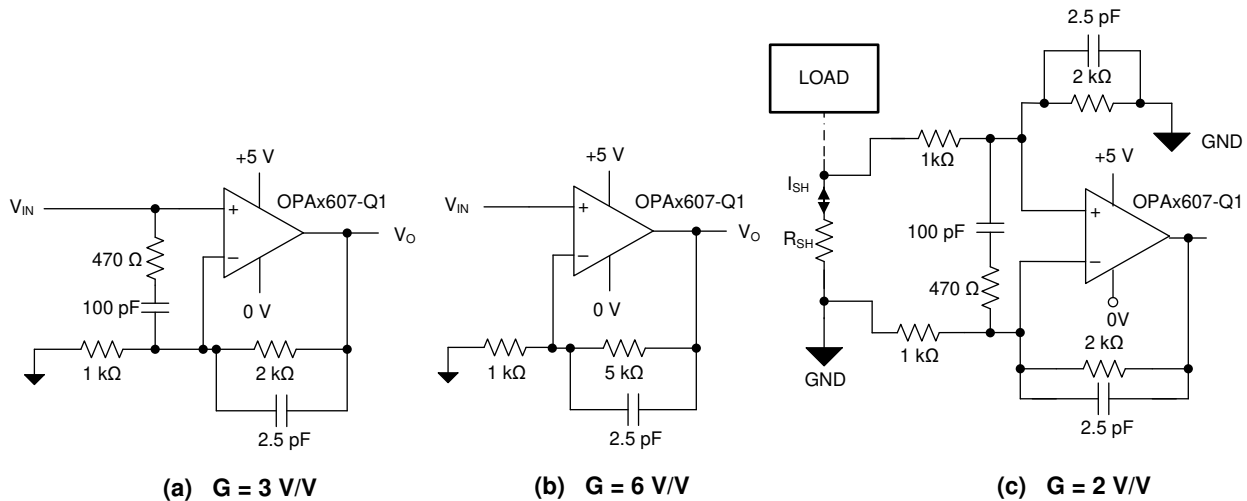 +5 V
OPAx607-Q1
VIN
+
−
VO
470 Ω
100 pF
0 V
1 kΩ
2 kΩ
2.5 pF
(a) G = 3 V/V
+5 V
OPAx607-Q1
VIN
+
−
VO
0 V
1 kΩ
5 kΩ
2.5 pF
(b) G = 6 V/V
2.5 pF
2 kΩ
GND
LOAD
1kΩ
+5 V
OPAx607-Q1
ISH
RSH
100 pF
+
−
470 Ω
0V
1 kΩ
2 kΩ
GND
2.5 pF
(c) G = 2 V/V